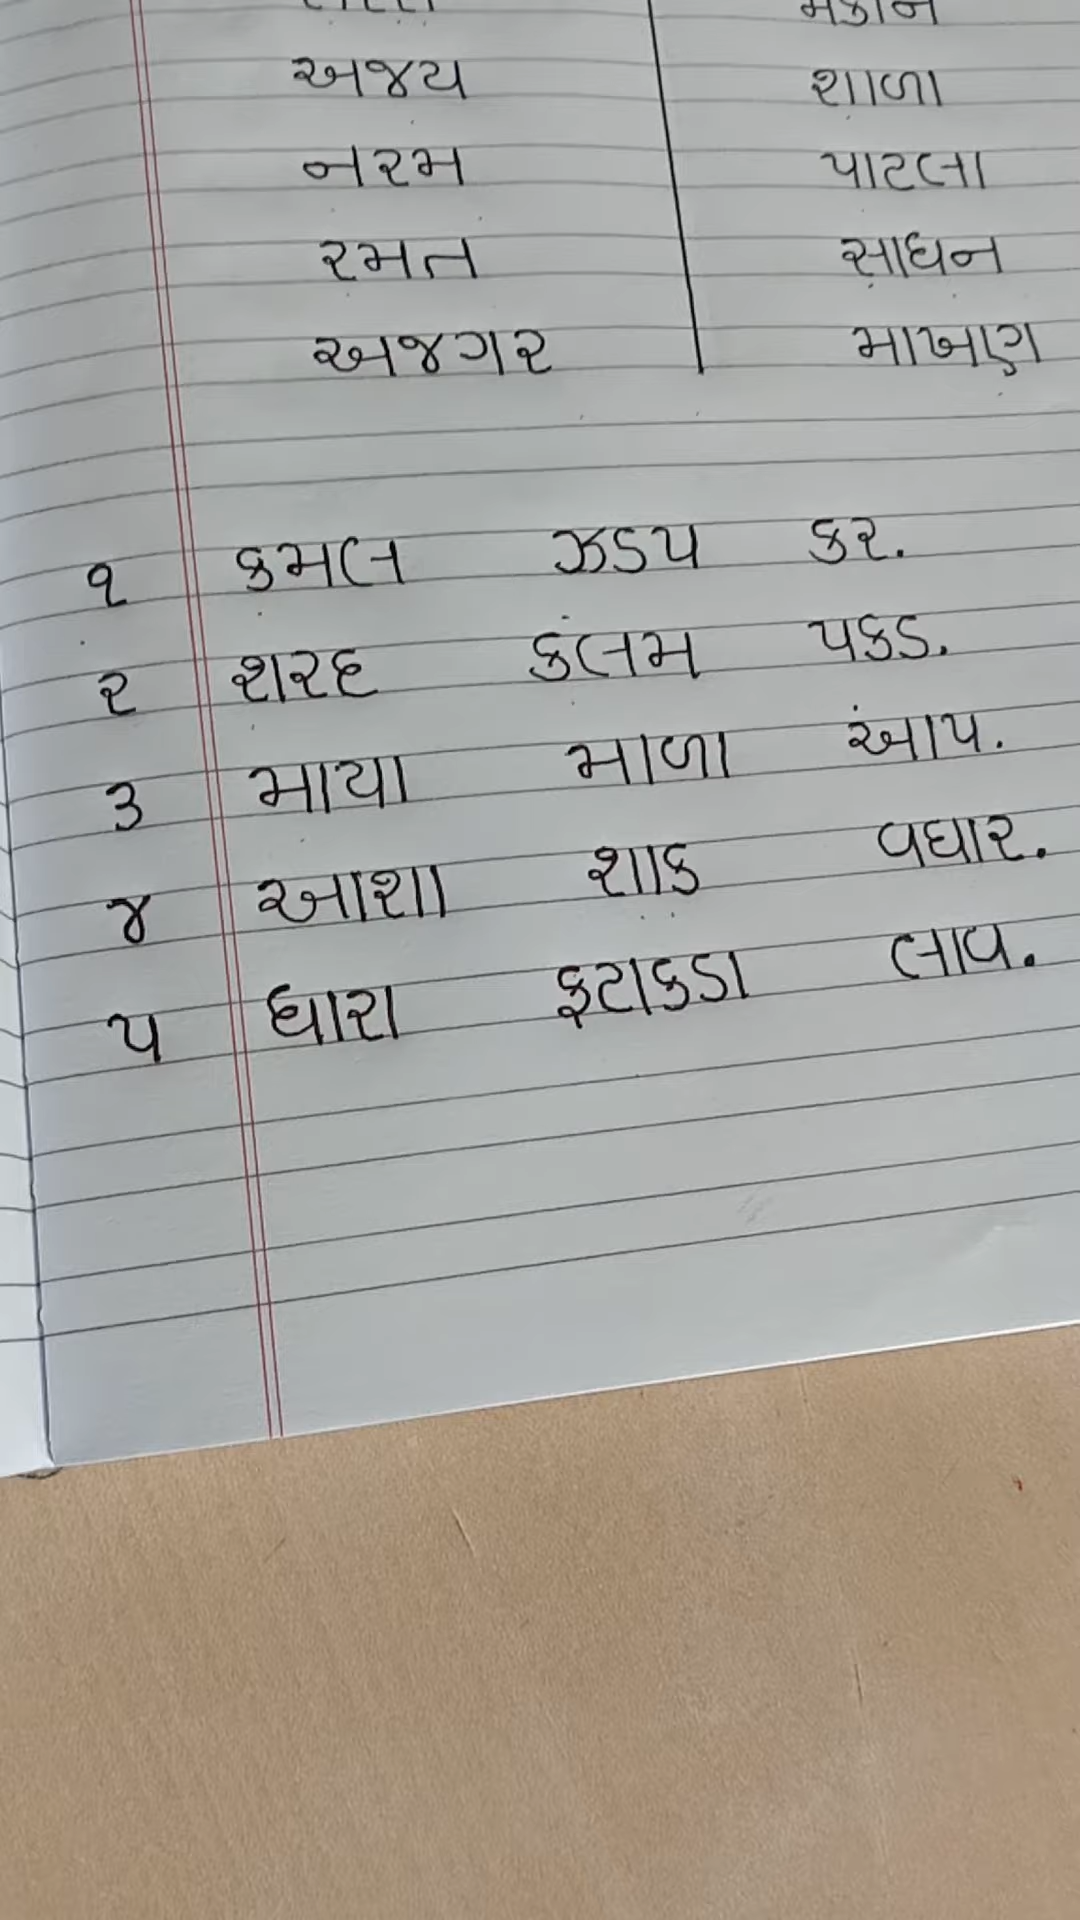 મકાન
અજય શાળા
નરમ પાટલા
રમત સાધન
અજગર માખણ
૧ કમલ ઝડપ કર.
૨ શરદ કલમ પકડ.
૩ માયા માળા આપ.
૪ આશા શાક વઘાર.
૫ ધારા ફટાકડા લાવ.